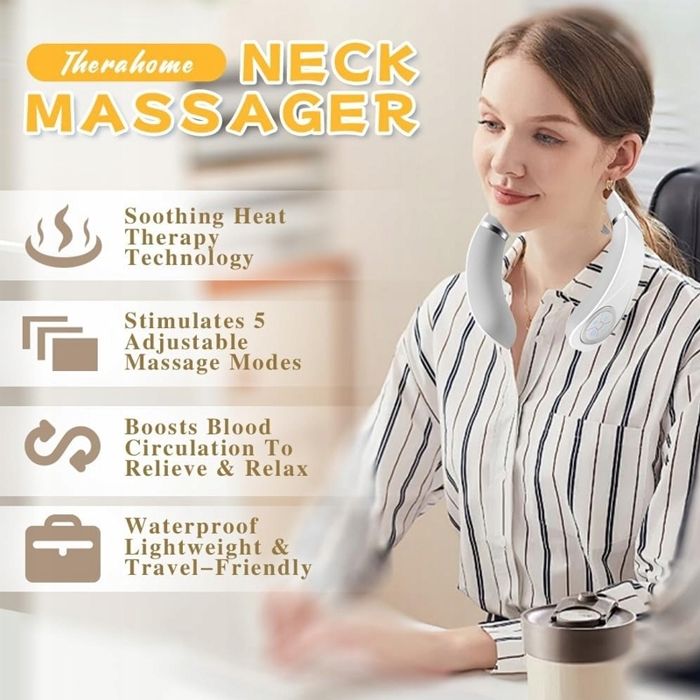 Therahome NECK
MASSAGER
Soothing Heat
Therapy
Technology
Stimulates 5
Adjustable
Massage Modes
Boosts Blood
Circulation To
Relieve & Relax
Waterproof
Lightweight &
Travel-Friendly